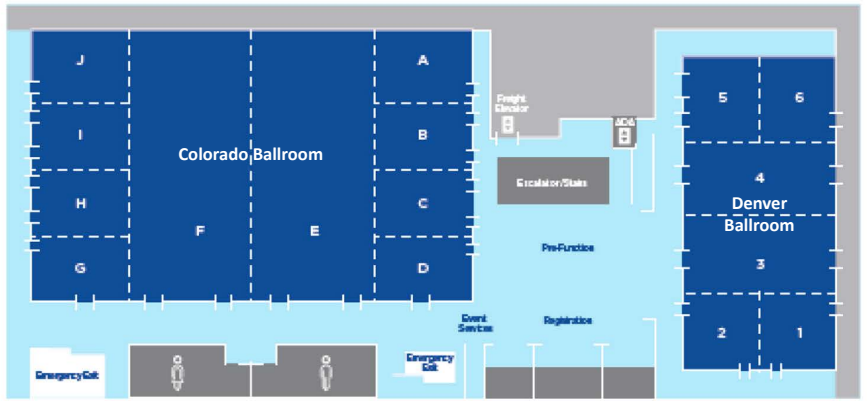 J
A
5
6
Freight
Elevator
ADA
I
B
Colorado Ballroom
Escalator/Stairs
4
H
C
Denver
Ballroom
F
E
Pre-Function
G
D
3
Event
Services
Registration
2
1
Emergency Exit
Emergency
Exit